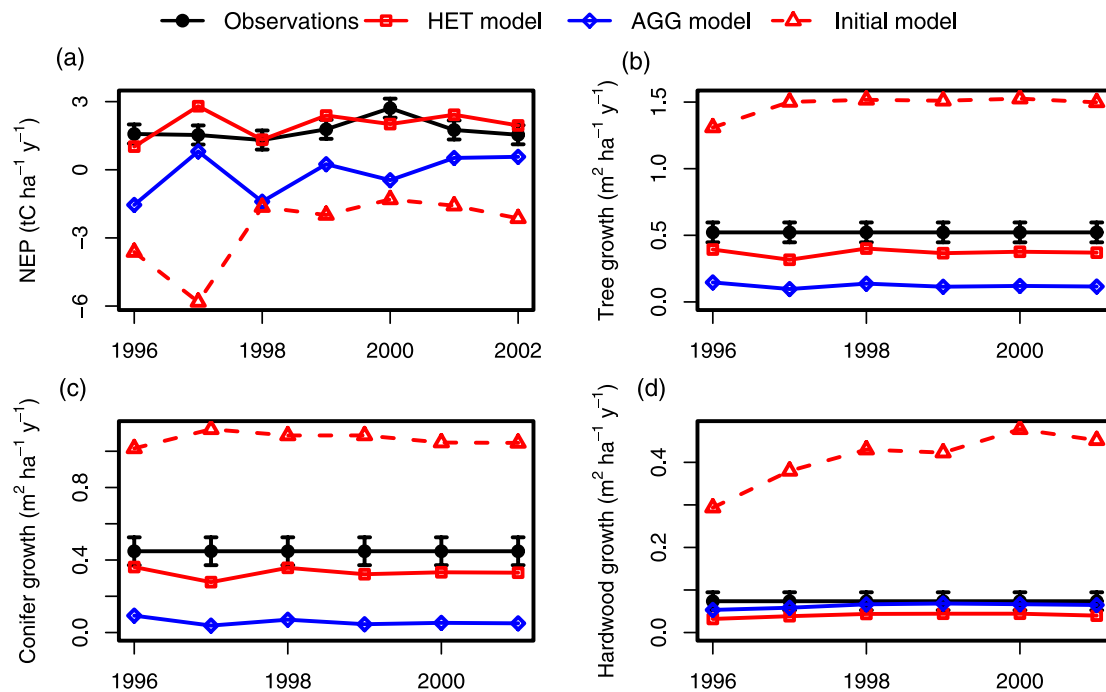 Observations HET model AGG model Initial model
(a)
NEP (tC ha⁻¹ y⁻¹)
3
0
−3
−6
1996 1998 2000 2002
(b)
Tree growth (m² ha⁻¹ y⁻¹)
1.5
1.0
0.5
0.0
1996 1998 2000
(c)
Conifer growth (m² ha⁻¹ y⁻¹)
0.8
0.4
0.0
1996 1998 2000
(d)
Hardwood growth (m² ha⁻¹ y⁻¹)
0.4
0.2
0.0
1996 1998 2000